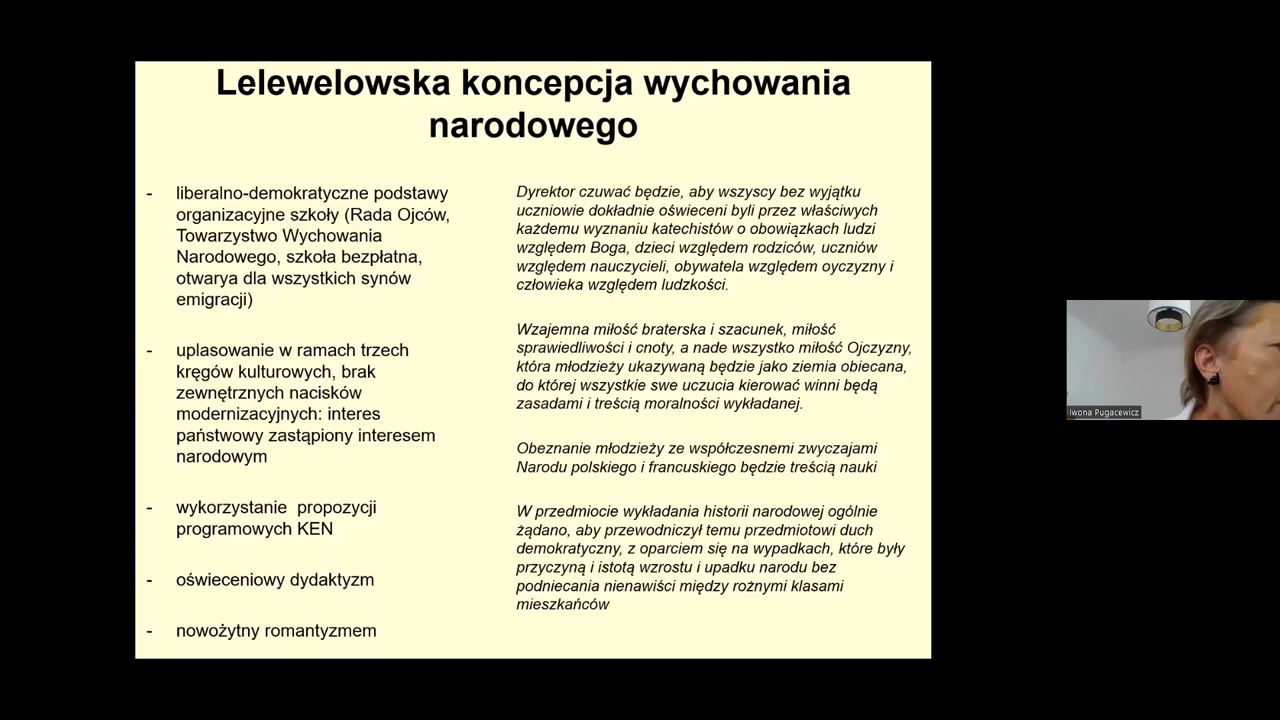 Lelewelowska koncepcja wychowania
narodowego
- liberalno-demokratyczne podstawy
organizacyjne szkoły (Rada Ojców,
Towarzystwo Wychowania
Narodowego, szkoła bezpłatna,
otwarya dla wszystkich synów
emigracji)
- uplasowanie w ramach trzech
kręgów kulturowych, brak
zewnętrznych nacisków
modernizacyjnych: interes
państwowy zastąpiony interesem
narodowym
- wykorzystanie propozycji
programowych KEN
- oświeceniowy dydaktyzm
- nowożytny romantyzmem
Dyrektor czuwać będzie, aby wszyscy bez wyjątku
uczniowie dokładnie oświeceni byli przez właściwych
każdemu wyznaniu katechistów o obowiązkach ludzi
względem Boga, dzieci względem rodziców, uczniów
względem nauczycieli, obywatela względem oyczyzny i
człowieka względem ludzkości.
Wzajemna miłość braterska i szacunek, miłość
sprawiedliwości i cnoty, a nade wszystko miłość Ojczyzny,
która młodzieży ukazywaną będzie jako ziemia obiecana,
do której wszystkie swe uczucia kierować winni będą
zasadami i treścią moralności wykładanej.
Obeznanie młodzieży ze współczesnemi zwyczajami
Narodu polskiego i francuskiego będzie treścią nauki
W przedmiocie wykładania historii narodowej ogólnie
żądano, aby przewodniczył temu przedmiotowi duch
demokratyczny, z oparciem się na wypadkach, które były
przyczyną i istotą wzrostu i upadku narodu bez
podniecania nienawiści między rożnymi klasami
mieszkańców
Iwona Pugacewicz